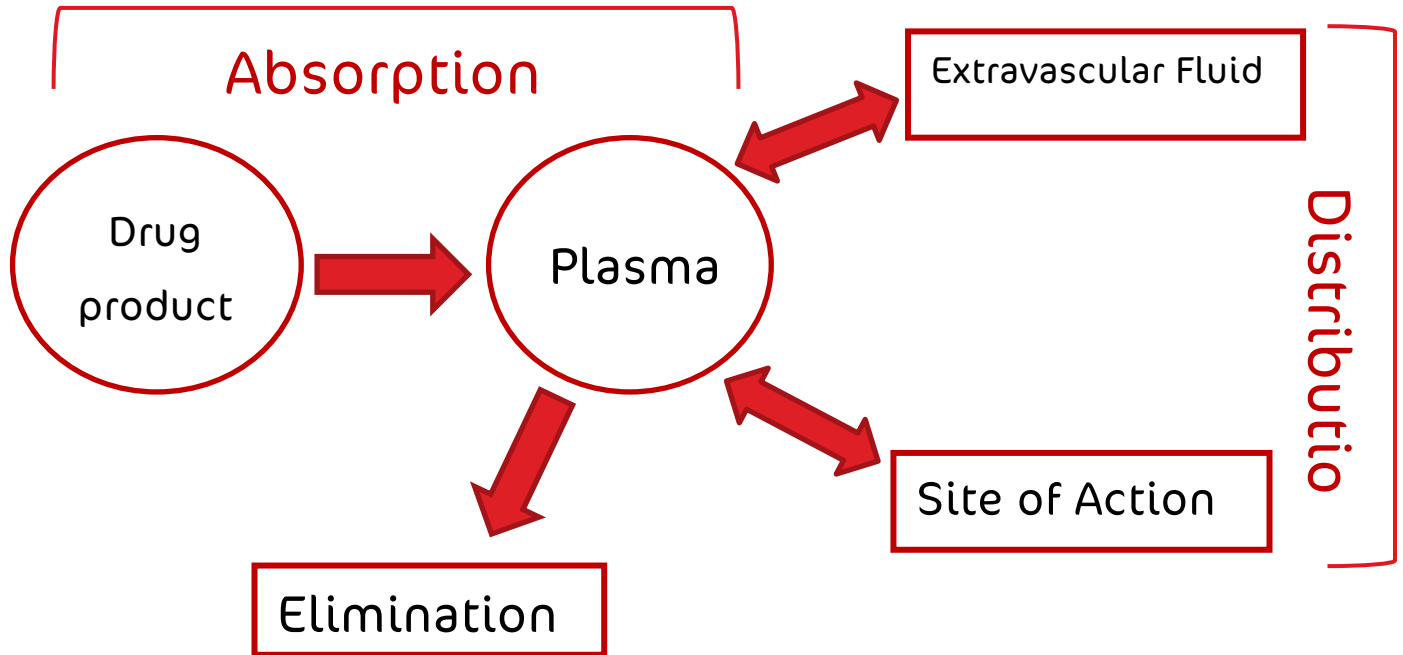 Absorption
Extravascular Fluid
Drug
product
Plasma
Distributio
Site of Action
Elimination